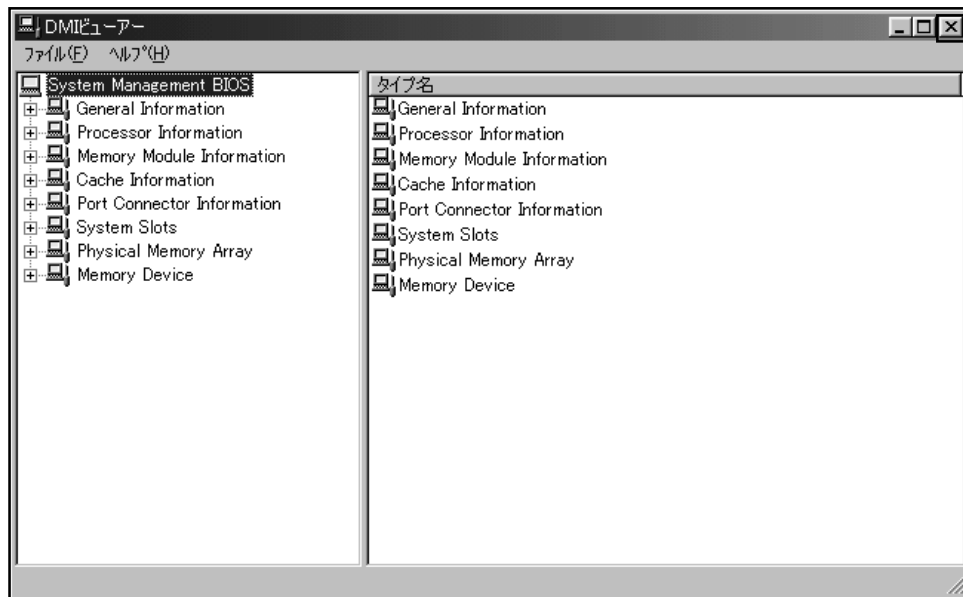 DMIビューアー
ファイル(F) ヘルプ(H)
System Management BIOS
General Information
Processor Information
Memory Module Information
Cache Information
Port Connector Information
System Slots
Physical Memory Array
Memory Device
タイプ名
General Information
Processor Information
Memory Module Information
Cache Information
Port Connector Information
System Slots
Physical Memory Array
Memory Device